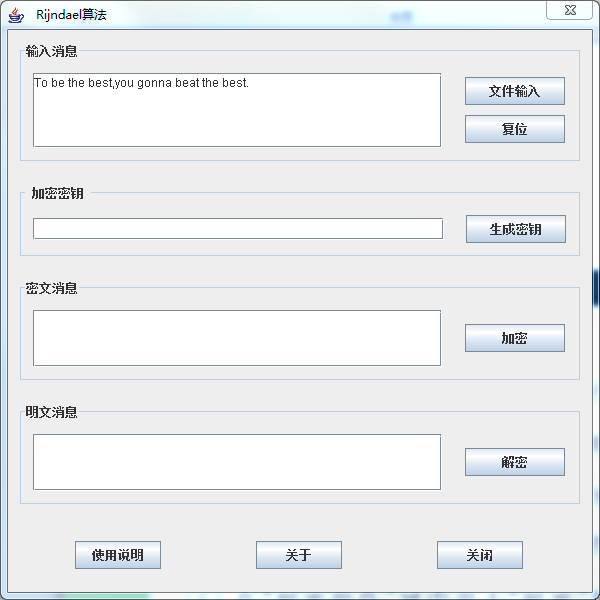 Rijndael算法
输入消息
To be the best,you gonna beat the best.
文件输入
复位
加密密钥
生成密钥
密文消息
加密
明文消息
解密
使用说明
关于
关闭